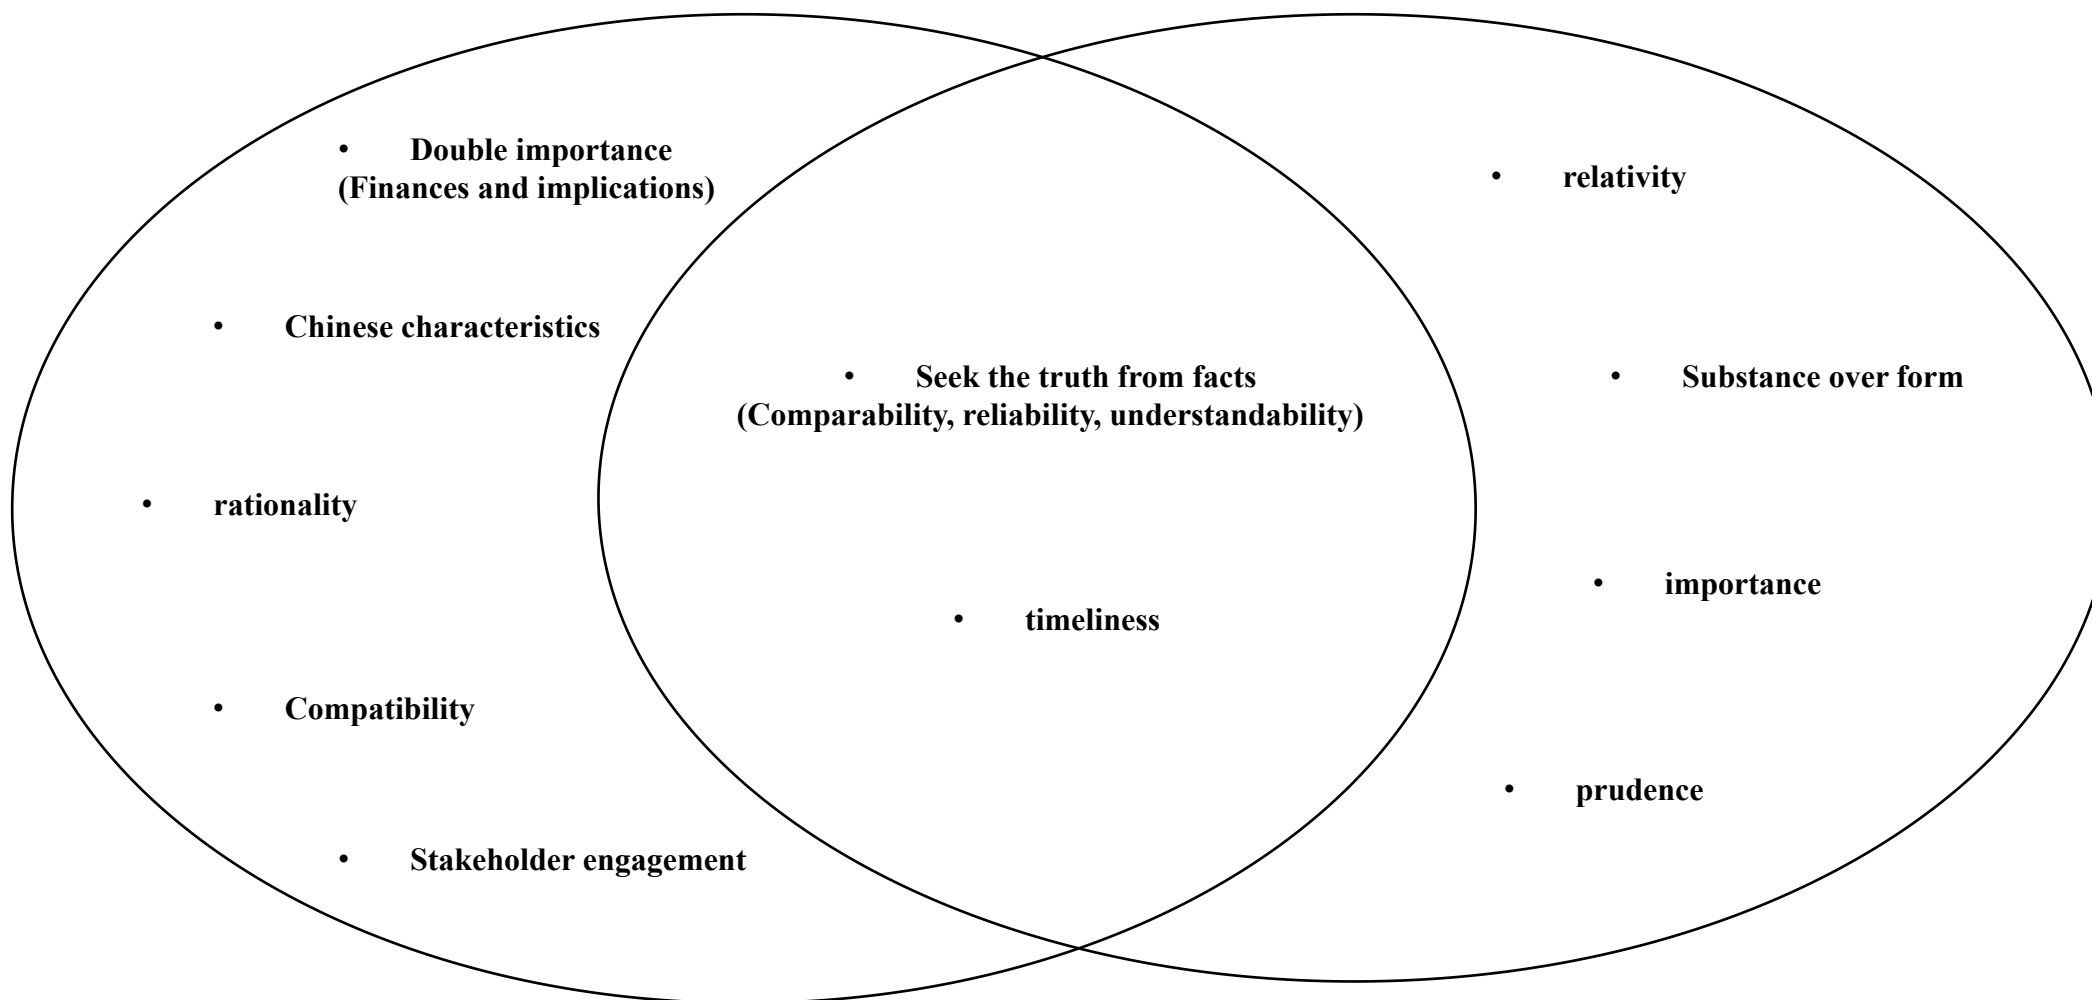 • Double importance
(Finances and implications)
• Chinese characteristics
• rationality
• Compatibility
• Stakeholder engagement
• Seek the truth from facts
(Comparability, reliability, understandability)
• timeliness
• relativity
• Substance over form
• importance
• prudence